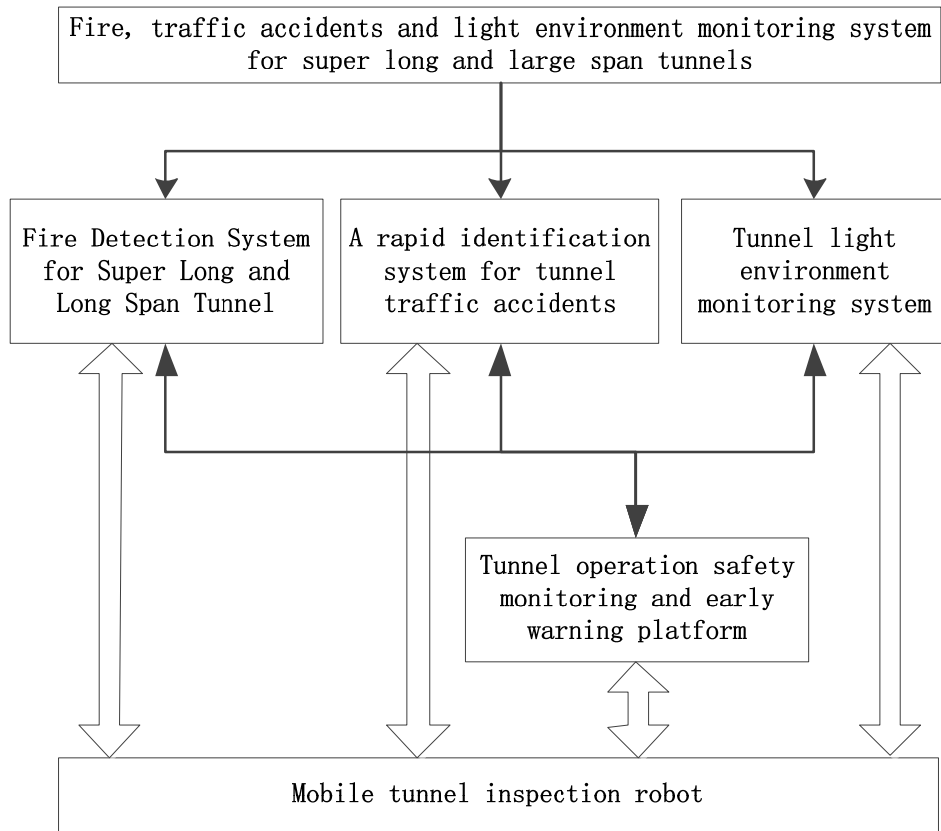 Fire, traffic accidents and light environment monitoring system
for super long and large span tunnels
Fire Detection System
for Super Long and
Long Span Tunnel
A rapid identification
system for tunnel
traffic accidents
Tunnel light
environment
monitoring system
Tunnel operation safety
monitoring and early
warning platform
Mobile tunnel inspection robot